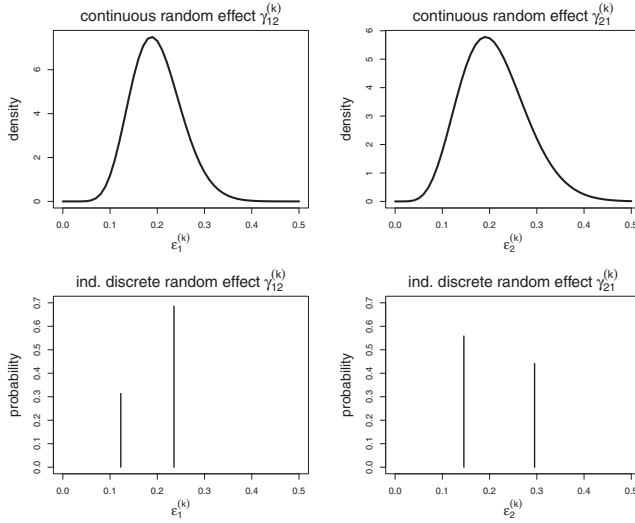 continuous random effect γ₁₂⁽ᵏ⁾
density
0 2 4 6
0.0 0.1 0.2 0.3 0.4 0.5
ε₁⁽ᵏ⁾
continuous random effect γ₂₁⁽ᵏ⁾
density
0 1 2 3 4 5 6
0.0 0.1 0.2 0.3 0.4 0.5
ε₂⁽ᵏ⁾
ind. discrete random effect γ₁₂⁽ᵏ⁾
probability
0.0 0.1 0.2 0.3 0.4 0.5 0.6 0.7
0.0 0.1 0.2 0.3 0.4 0.5
ε₁⁽ᵏ⁾
ind. discrete random effect γ₂₁⁽ᵏ⁾
probability
0.0 0.1 0.2 0.3 0.4 0.5 0.6 0.7
0.0 0.1 0.2 0.3 0.4 0.5
ε₂⁽ᵏ⁾